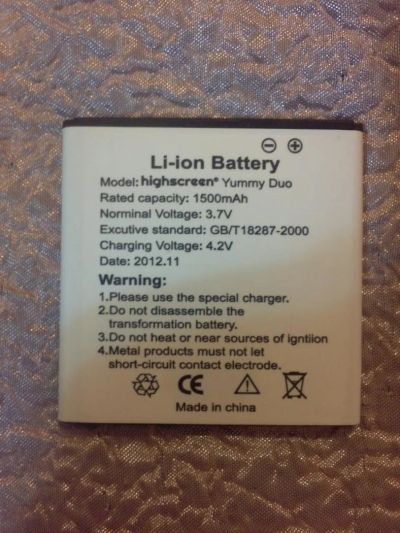 Li-ion Battery
Model: highscreen® Yummy Duo
Rated capacity: 1500mAh
Norminal Voltage: 3.7V
Excutive standard: GB/T18287-2000
Charging Voltage: 4.2V
Date: 2012.11
Warning:
1.Please use the special charger.
2.Do not disassemble the
transformation battery.
3.Do not heat or near sources of igntiion
4.Metal products must not let
short-circuit contact electrode.
CE
Made in china